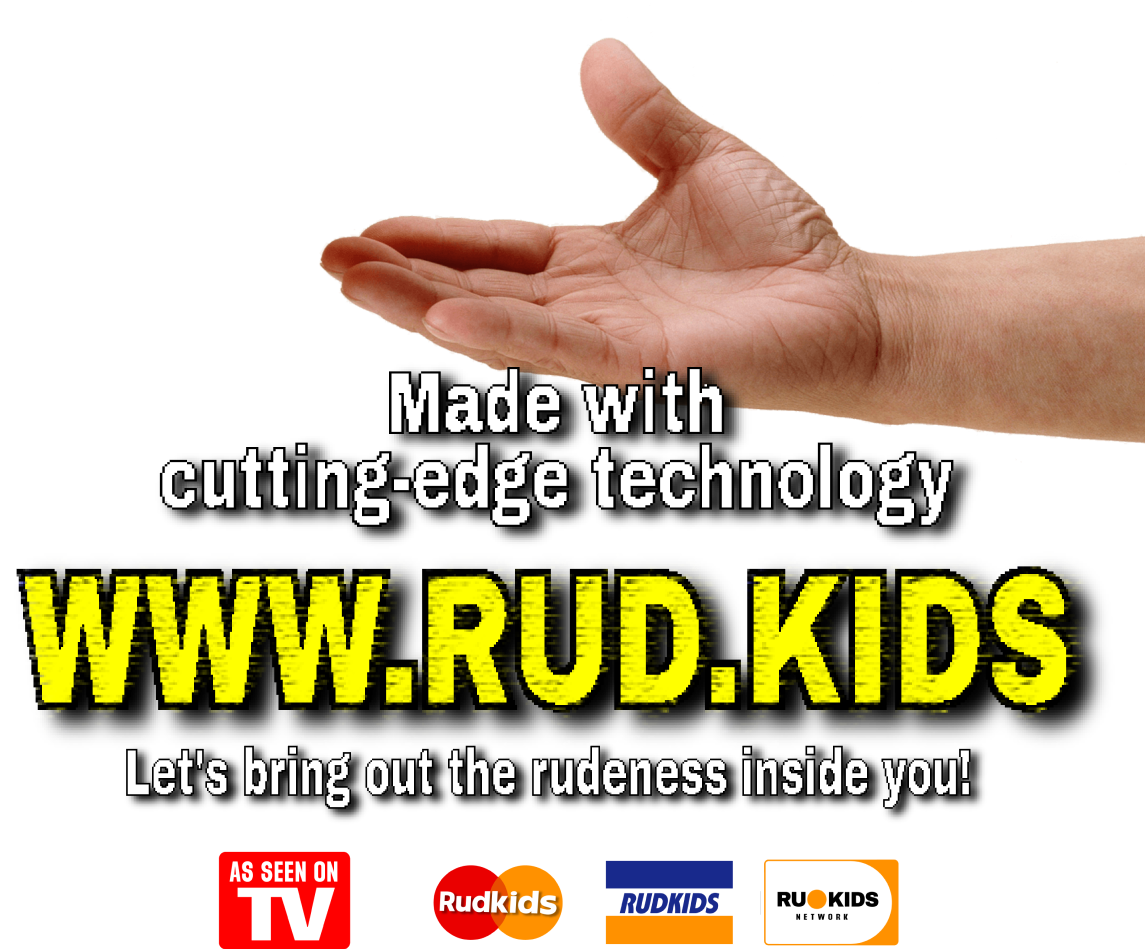 Made with
cutting-edge technology
WWW.RUD.KIDS
Let's bring out the rudeness inside you!
AS SEEN ON
TV
Rudkids
RUDKIDS
RU KIDS
NETWORK